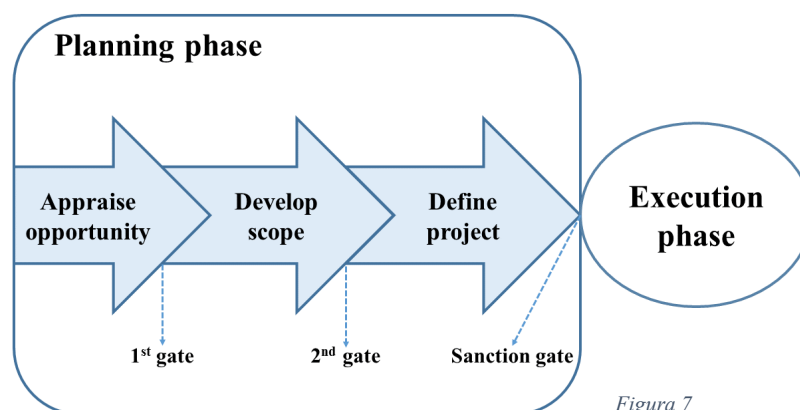 Planning phase
Appraise
opportunity
Develop
scope
Define
project
Execution
phase
1st gate
2nd gate
Sanction gate
Figura 7